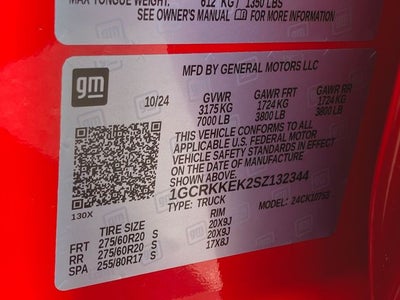 MAX TONGUE WEIGHT: 612 KG / 1350 LBS
SEE OWNER'S MANUAL FOR MORE INFORMATION
gm
MFD BY GENERAL MOTORS LLC
10/24 GVWR GAWR FRT GAWR RR
3175 KG 1724 KG 1724 KG
7000 LB 3800 LB 3800 LB
THIS VEHICLE CONFORMS TO ALL
APPLICABLE U.S. FEDERAL MOTOR
VEHICLE SAFETY STANDARDS IN EFFECT
ON THE DATE OF MANUFACTURE
SHOWN ABOVE.
1GCRKKEK2SZ132344
TYPE: TRUCK MODEL: 24CK10753
130X
TIRE SIZE RIM
FRT 275/60R20 S 20X9J
RR 275/60R20 S 20X9J
SPA 255/80R17 S 17X8J